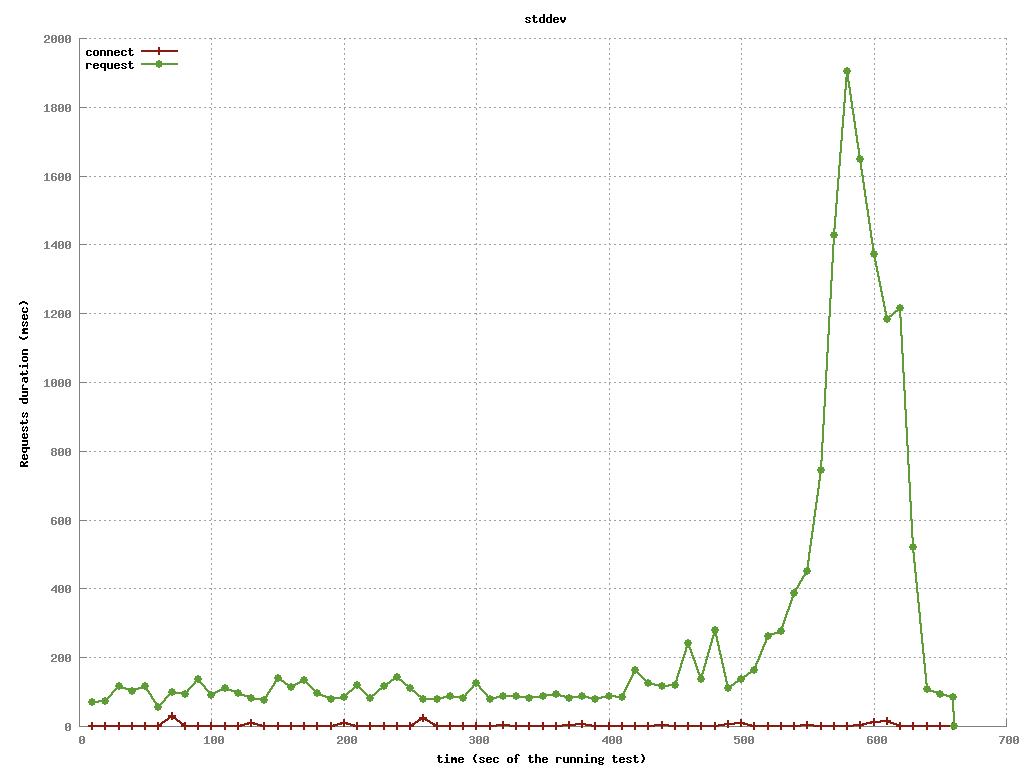 stddev
connect
request
2000
1800
1600
1400
1200
1000
800
600
400
200
0
Requests duration (msec)
0 100 200 300 400 500 600 700
time (sec of the running test)